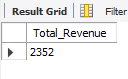 Result Grid Filter
Total_Revenue
2352